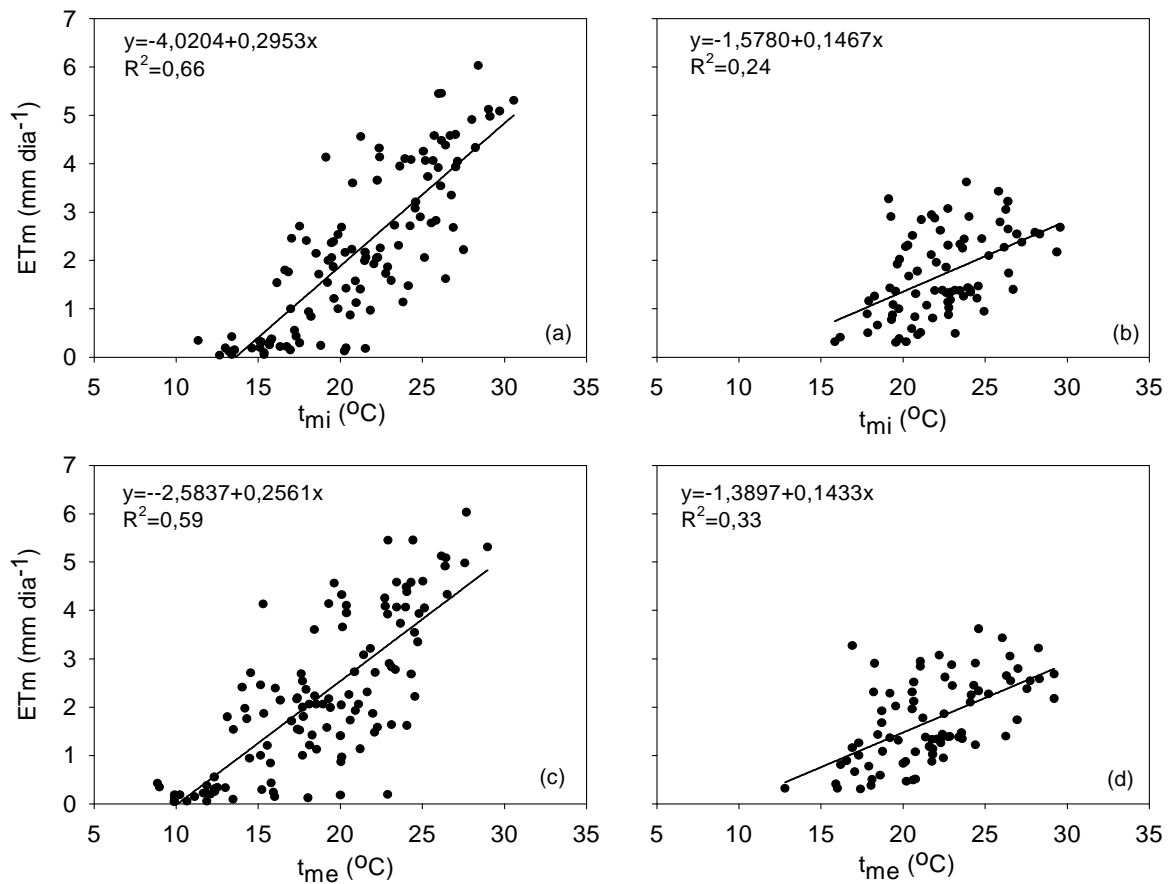 y=-4,0204+0,2953x
R²=0,66
7
6
5
4
3
2
1
0
ETm (mm dia⁻¹)
(a)
5 10 15 20 25 30 35
t_mi (ºC)
y=-1,5780+0,1467x
R²=0,24
(b)
5 10 15 20 25 30 35
t_mi (ºC)
y=--2,5837+0,2561x
R²=0,59
7
6
5
4
3
2
1
0
ETm (mm dia⁻¹)
(c)
5 10 15 20 25 30 35
t_me (ºC)
y=-1,3897+0,1433x
R²=0,33
(d)
5 10 15 20 25 30 35
t_me (ºC)